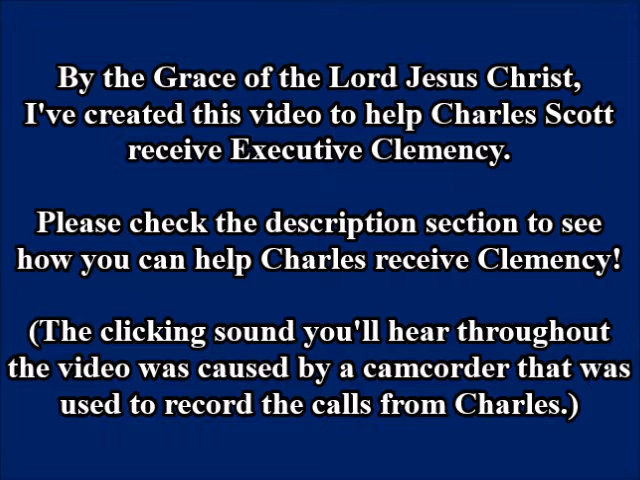 By the Grace of the Lord Jesus Christ,
I've created this video to help Charles Scott
receive Executive Clemency.
Please check the description section to see
how you can help Charles receive Clemency!
(The clicking sound you'll hear throughout
the video was caused by a camcorder that was
used to record the calls from Charles.)